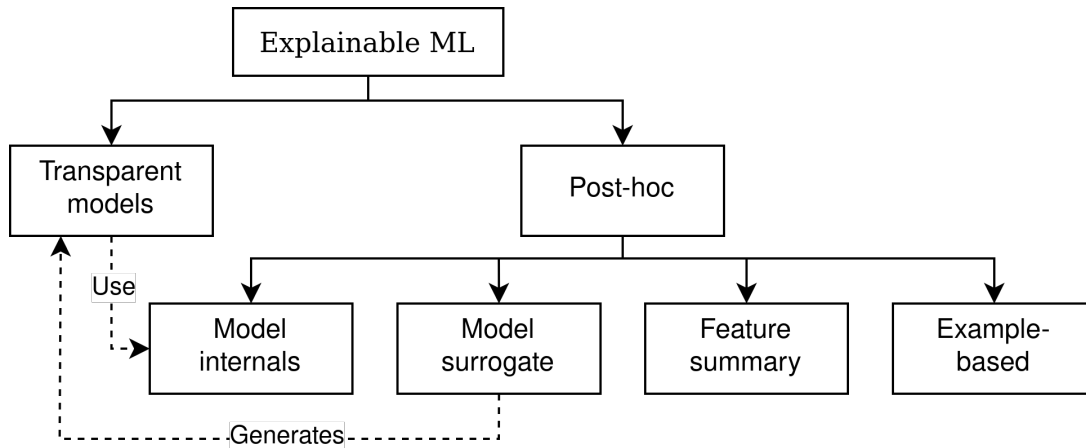 Explainable ML
Transparent
models
Post-hoc
Use
Model
internals
Model
surrogate
Feature
summary
Example-
based
Generates